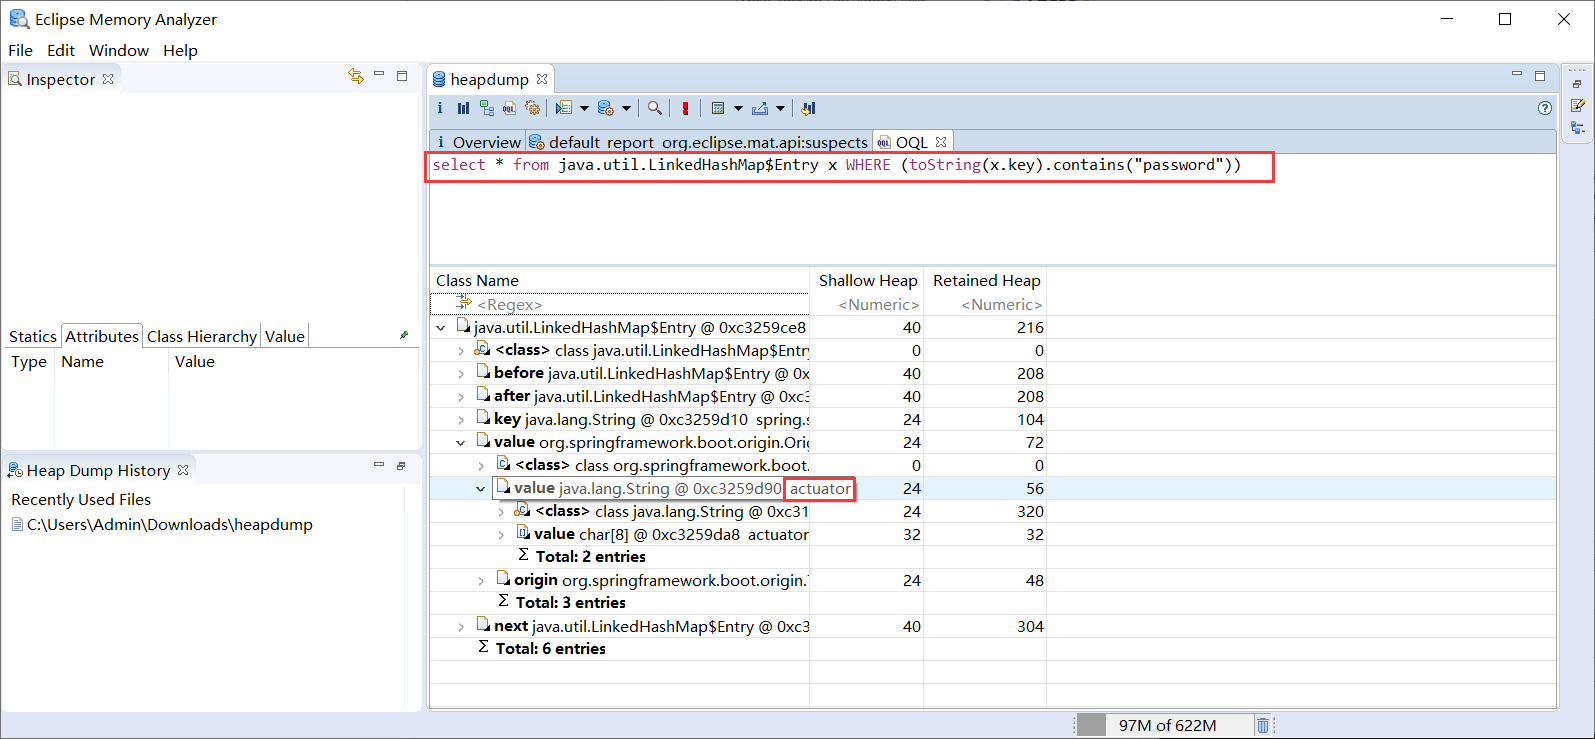 Eclipse Memory Analyzer
File Edit Window Help
Inspector
heapdump
i OQL
i Overview default_report org.eclipse.mat.api:suspects OQL OQL
select * from java.util.LinkedHashMap$Entry x WHERE (toString(x.key).contains("password"))
Class Name Shallow Heap Retained Heap
<Regex> <Numeric> <Numeric>
java.util.LinkedHashMap$Entry @ 0xc3259ce8 40 216
<class> class java.util.LinkedHashMap$Entry 0 0
before java.util.LinkedHashMap$Entry @ 0x 40 208
after java.util.LinkedHashMap$Entry @ 0xc3 40 208
key java.lang.String @ 0xc3259d10 spring.s 24 104
value org.springframework.boot.origin.Ori 24 72
<class> class org.springframework.boot. 0 0
value java.lang.String @ 0xc3259d90 actuator 24 56
<class> class java.lang.String @ 0xc31 24 320
value char[8] @ 0xc3259da8 actuator 32 32
Σ Total: 2 entries
origin org.springframework.boot.origin. 24 48
Σ Total: 3 entries
next java.util.LinkedHashMap$Entry @ 0xc3 40 304
Σ Total: 6 entries
Statics Attributes Class Hierarchy Value
Type Name Value
Heap Dump History
Recently Used Files
C:\Users\Admin\Downloads\heapdump
97M of 622M